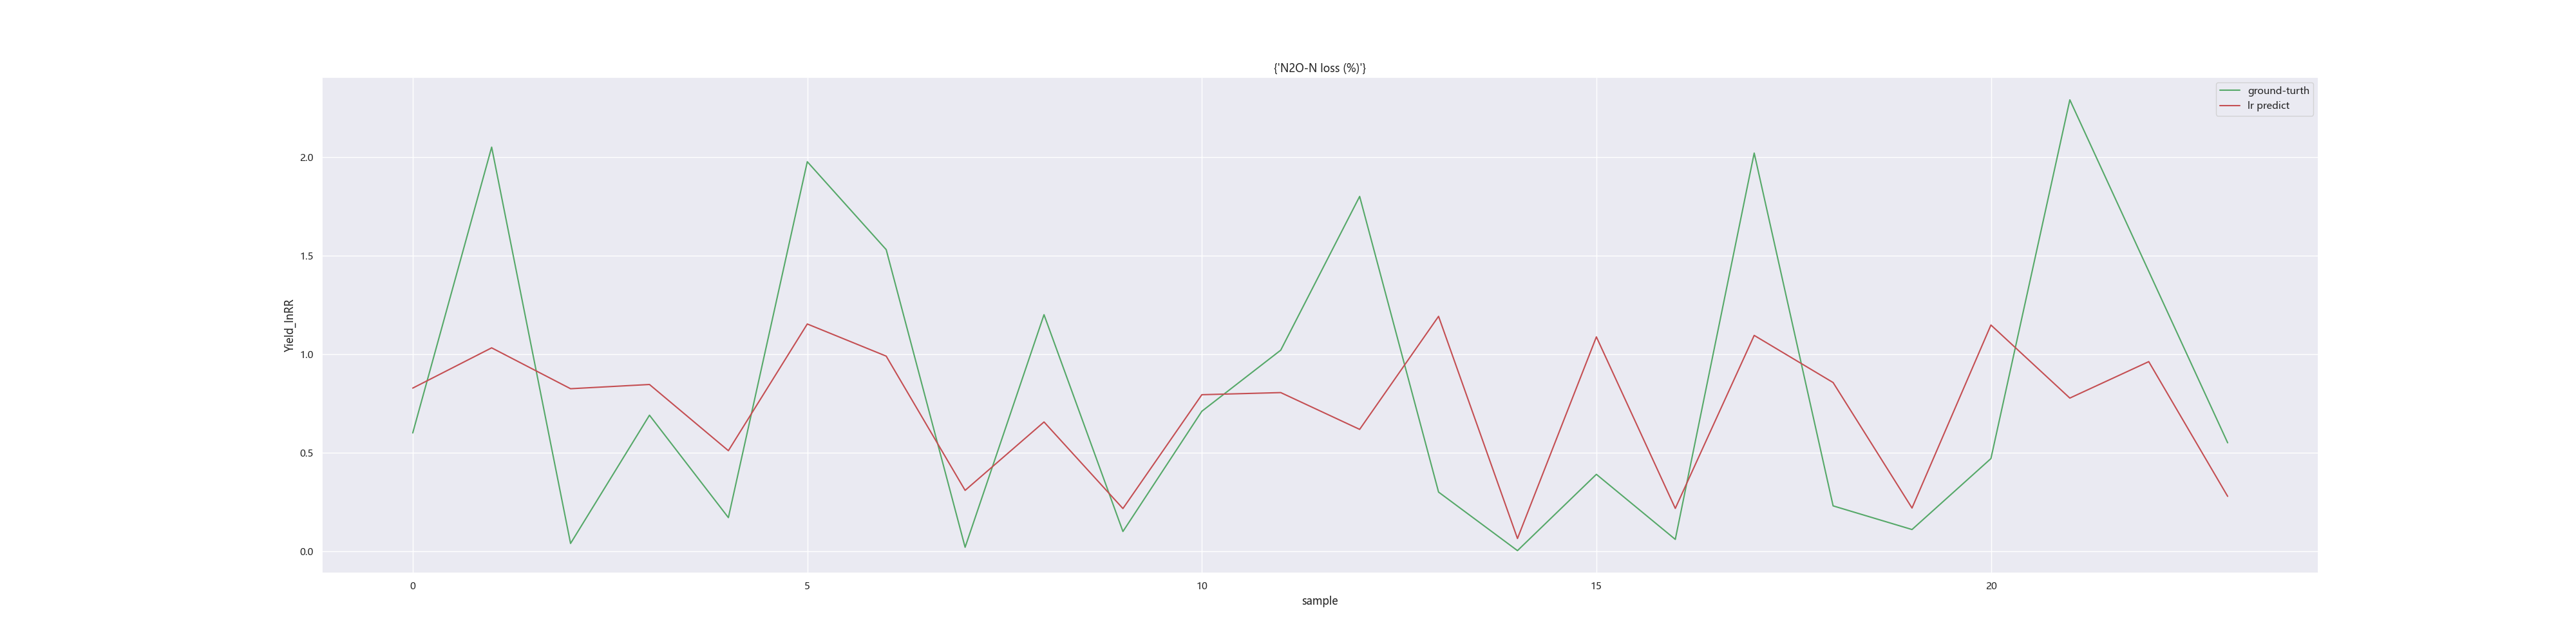 {'N2O-N loss (%)'}
ground-turth
lr predict
2.0
1.5
1.0
0.5
0.0
Yield_lnRR
0 5 10 15 20
sample